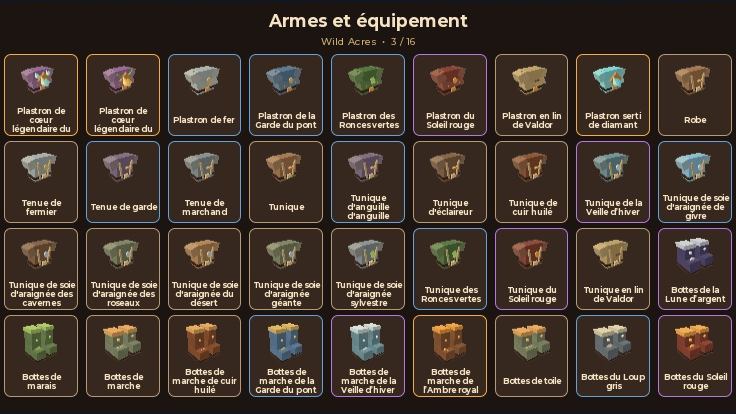 Armes et équipement
Wild Acres • 3 / 16
Plastron de
cœur
légendaire du
Plastron de
cœur
légendaire du
Plastron de fer
Plastron de la
Garde du pont
Plastron des
Ronces vertes
Plastron du
Soleil rouge
Plastron en lin
de Valdor
Plastron serti
de diamant
Robe
Tenue de
fermier
Tenue de garde
Tenue de
marchand
Tunique
Tunique
d'anguille
d'anguille
Tunique
d'éclaireur
Tunique de
cuir huilé
Tunique de la
Veille d'hiver
Tunique de soie
d'araignée de
givre
Tunique de soie
d'araignée des
cavernes
Tunique de soie
d'araignée des
roseaux
Tunique de soie
d'araignée du
désert
Tunique de soie
d'araignée
géante
Tunique de soie
d'araignée
sylvestre
Tunique des
Ronces vertes
Tunique du
Soleil rouge
Tunique en lin
de Valdor
Bottes de la
Lune d'argent
Bottes de
marais
Bottes de
marche
Bottes de
marche de cuir
huilé
Bottes de
marche de la
Garde du pont
Bottes de
marche de la
Veille d'hiver
Bottes de
marche de
l'Ambre royal
Bottes de toile
Bottes du Loup
gris
Bottes du Soleil
rouge